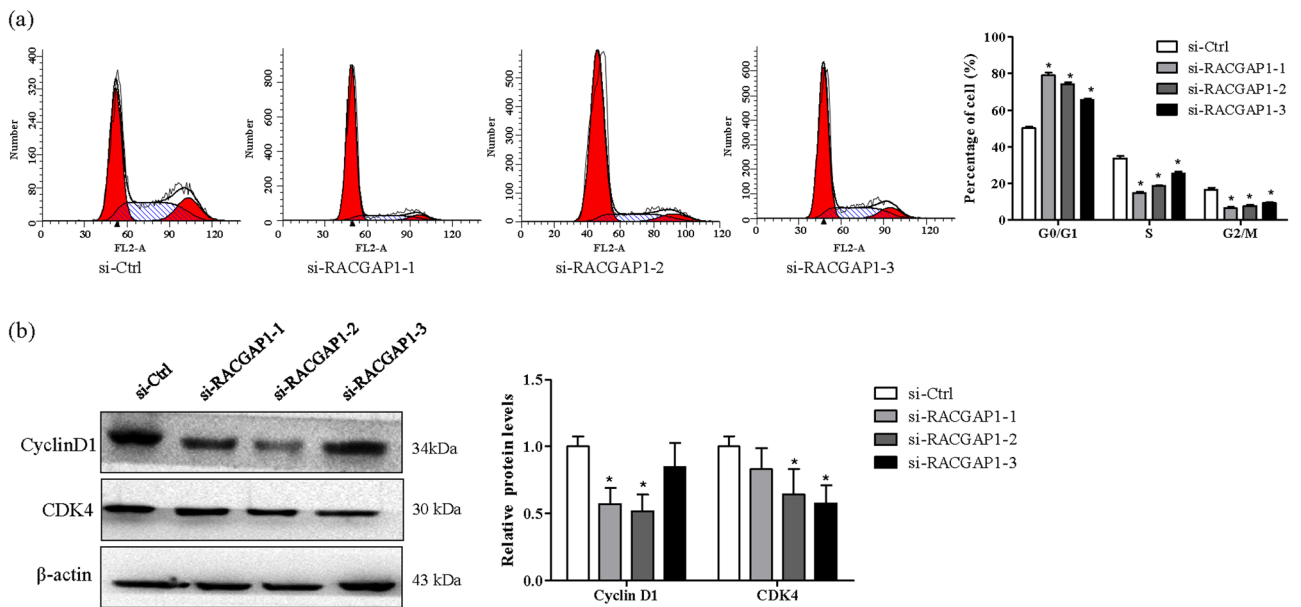 (a)
400
320
240
160
80
0
Number
0 30 60 90 120
FL2-A
si-Ctrl
800
600
400
200
0
Number
0 30 60 90 120
FL2-A
si-RACGAP1-1
500
400
300
200
100
0
Number
0 20 40 60 80 100 120
FL2-A
si-RACGAP1-2
600
500
400
300
200
100
0
Number
0 30 60 90 120
FL2-A
si-RACGAP1-3
100
80
60
40
20
0
Percentage of cell (%)
* * *
* * *
* * *
G0/G1 S G2/M
si-Ctrl
si-RACGAP1-1
si-RACGAP1-2
si-RACGAP1-3
(b)
si-Ctrl si-RACGAP1-1 si-RACGAP1-2 si-RACGAP1-3
CyclinD1 34kDa
CDK4 30 kDa
β-actin 43 kDa
1.5
1.0
0.5
0.0
Relative protein levels
* *
* *
Cyclin D1 CDK4
si-Ctrl
si-RACGAP1-1
si-RACGAP1-2
si-RACGAP1-3